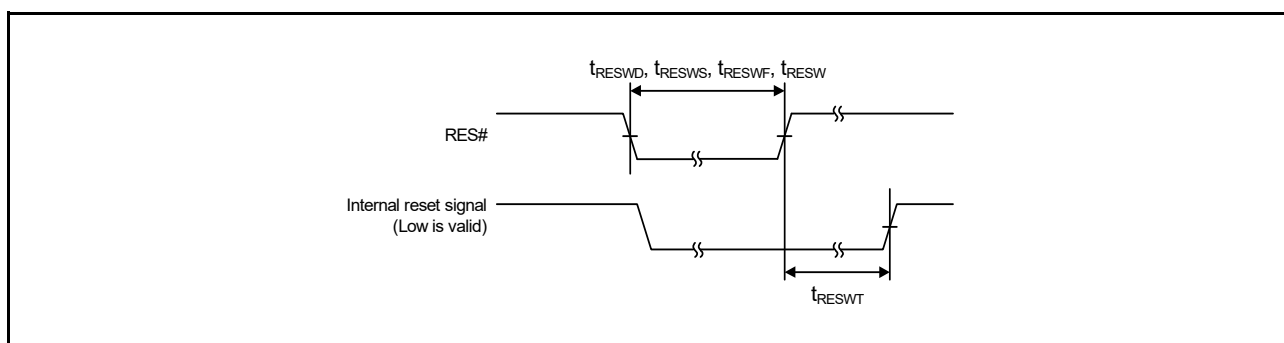 tRESWD, tRESWS, tRESWF, tRESW
RES#
Internal reset signal
(Low is valid)
tRESWT